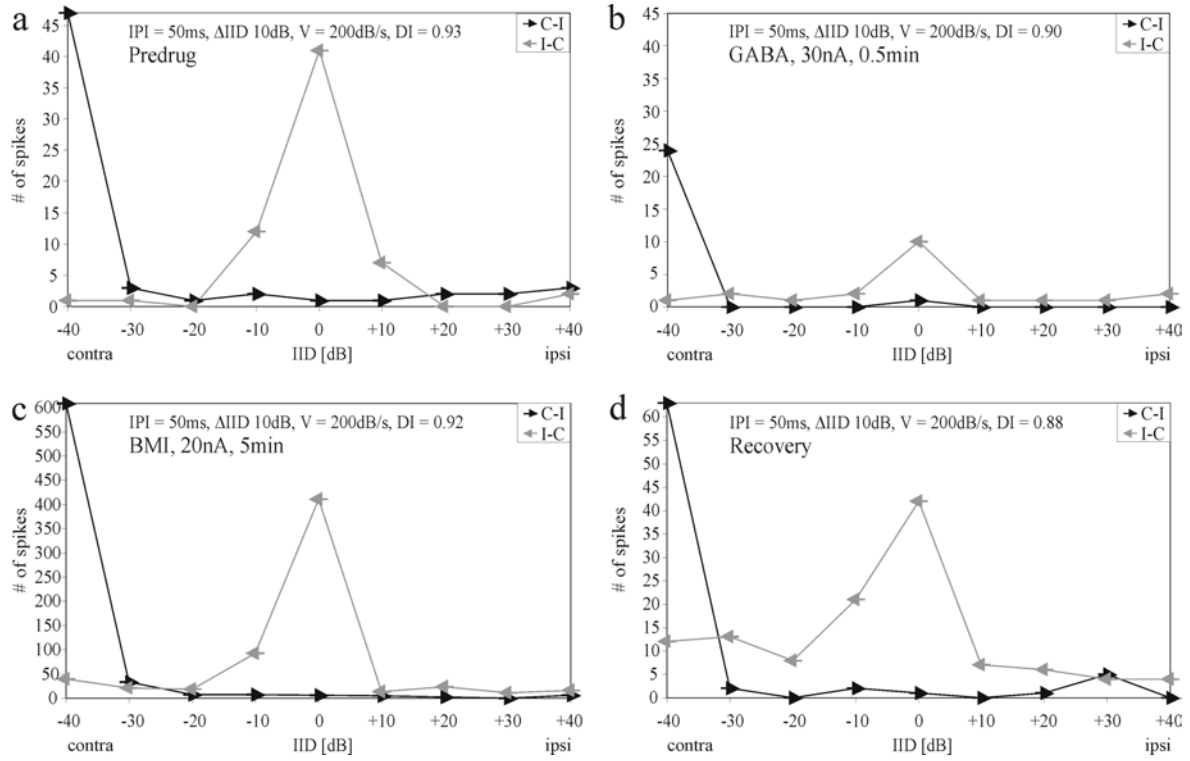 a
IPI = 50ms, ΔIID 10dB, V = 200dB/s, DI = 0.93
Predrug
C-I
I-C
# of spikes
45
40
35
30
25
20
15
10
5
0
-40 -30 -20 -10 0 +10 +20 +30 +40
contra IID [dB] ipsi
b
IPI = 50ms, ΔIID 10dB, V = 200dB/s, DI = 0.90
GABA, 30nA, 0.5min
C-I
I-C
# of spikes
45
40
35
30
25
20
15
10
5
0
-40 -30 -20 -10 0 +10 +20 +30 +40
contra IID [dB] ipsi
c
IPI = 50ms, ΔIID 10dB, V = 200dB/s, DI = 0.92
BMI, 20nA, 5min
C-I
I-C
# of spikes
600
550
500
450
400
350
300
250
200
150
100
50
0
-40 -30 -20 -10 0 +10 +20 +30 +40
contra IID [dB] ipsi
d
IPI = 50ms, ΔIID 10dB, V = 200dB/s, DI = 0.88
Recovery
C-I
I-C
# of spikes
60
55
50
45
40
35
30
25
20
15
10
5
0
-40 -30 -20 -10 0 +10 +20 +30 +40
contra IID [dB] ipsi